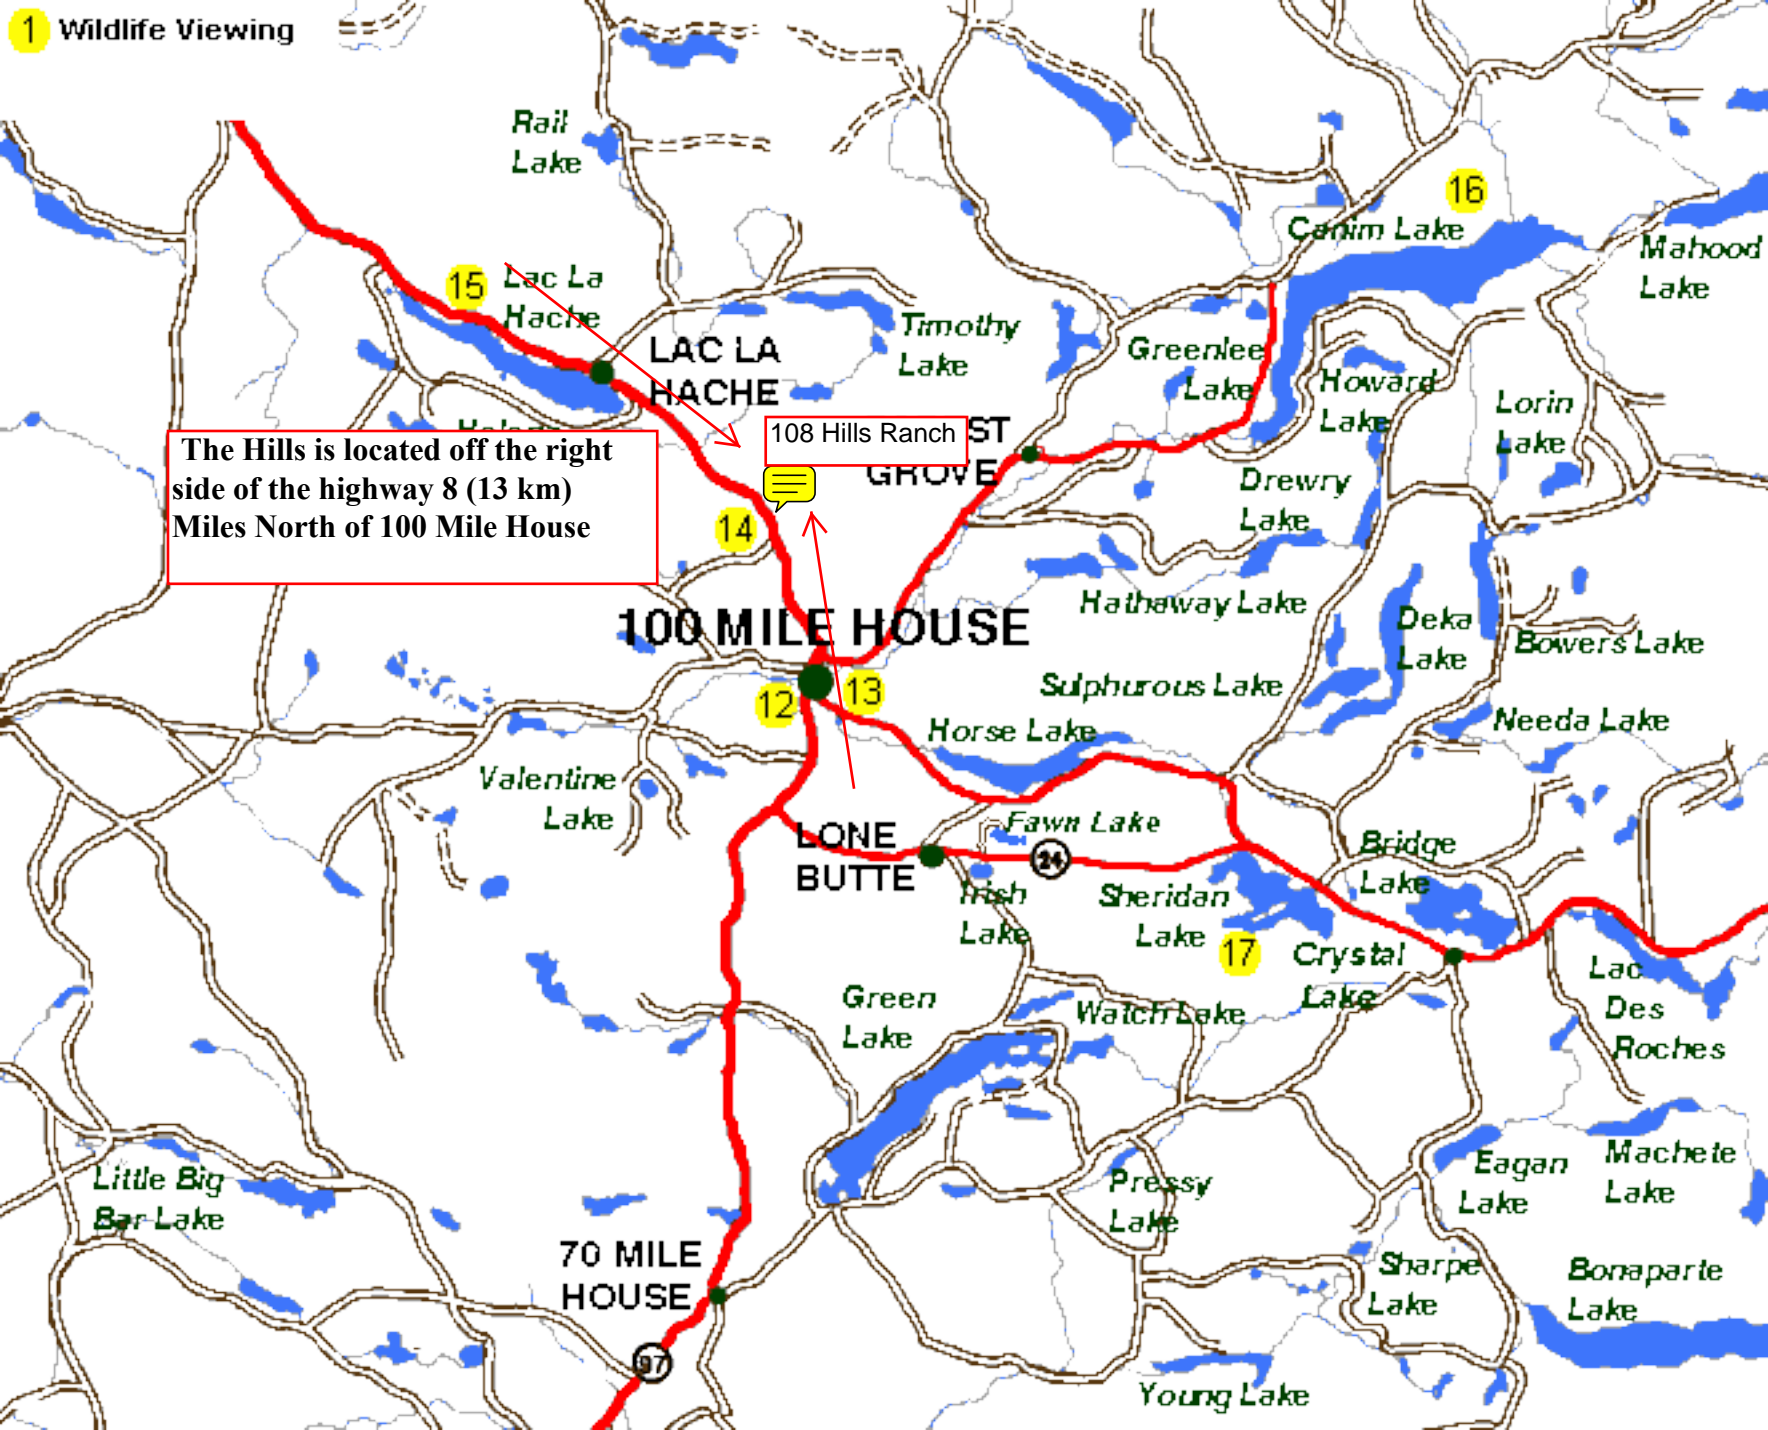 1 Wildlife Viewing
Rail
Lake
16
Canim Lake
Mahood
Lake
15
Lac La
Hache
LAC LA
HACHE
Timothy
Lake
Greenlee
Lake
Howard
Lake
Lorin
Lake
108 Hills Ranch
ST
GROVE
The Hills is located off the right
side of the highway 8 (13 km)
Miles North of 100 Mile House
14
Drewry
Lake
Hathaway Lake
Deka
Lake
Bowers Lake
100 MILE HOUSE
12
13
Sulphurous Lake
Horse Lake
Needa Lake
Valentine
Lake
LONE
BUTTE
Fawn Lake
24
Bridge
Lake
Irish
Lake
Sheridan
Lake
17
Crystal
Lake
Lac
Des
Roches
Green
Lake
Watch Lake
Little Big
Bar Lake
Pressy
Lake
Eagan
Lake
Machete
Lake
70 MILE
HOUSE
Sharpe
Lake
Bonaparte
Lake
97
Young Lake